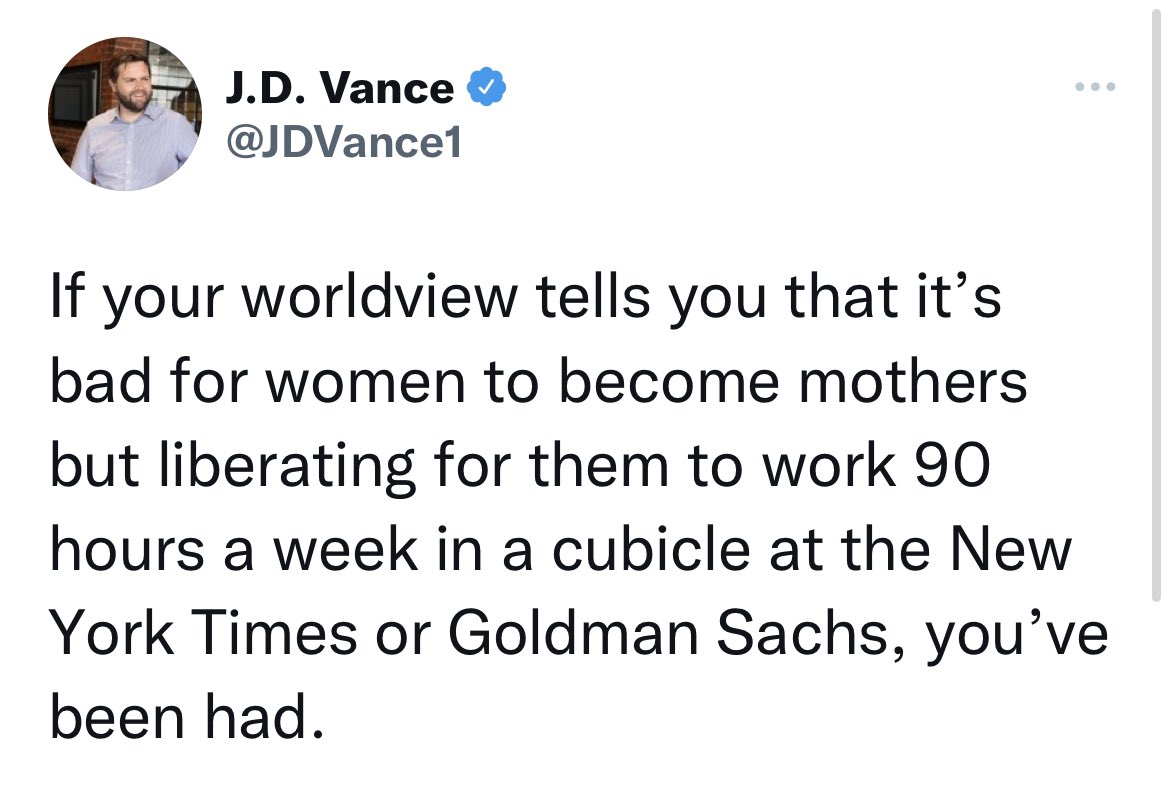 J.D. Vance
@JDVance1
If your worldview tells you that it’s
bad for women to become mothers
but liberating for them to work 90
hours a week in a cubicle at the New
York Times or Goldman Sachs, you’ve
been had.